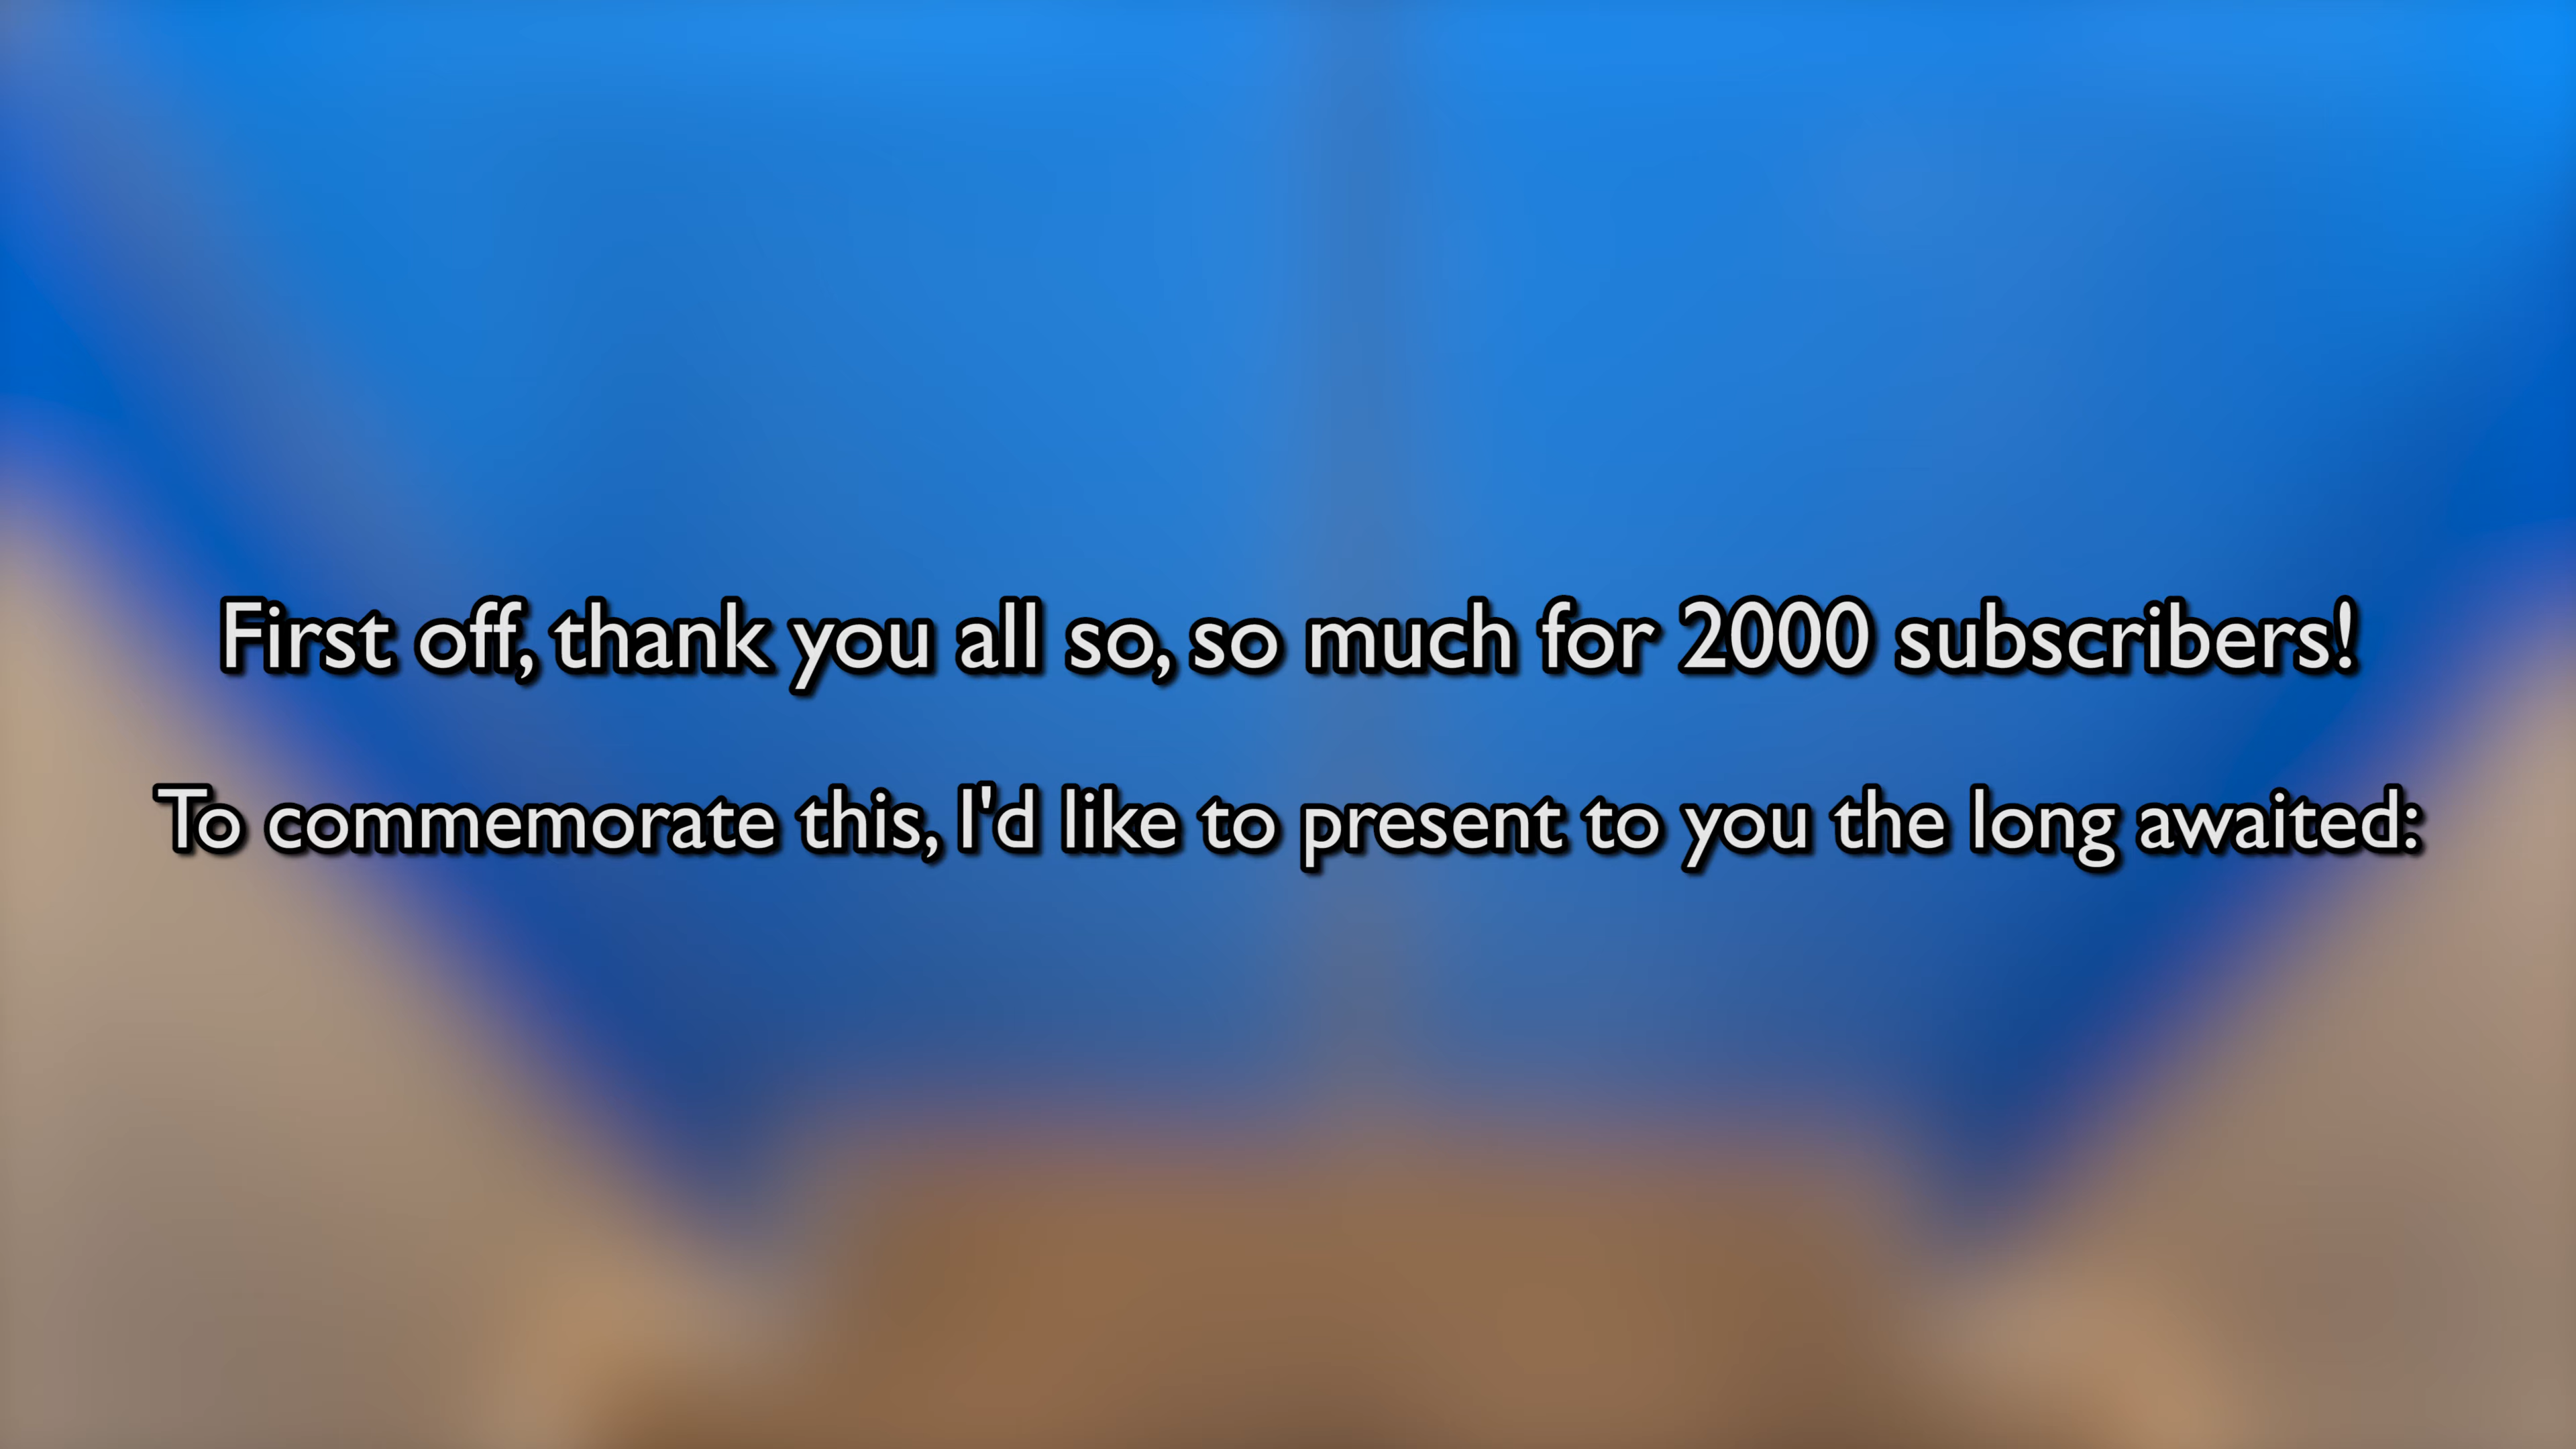 First off, thank you all so, so much for 2000 subscribers!
To commemorate this, I'd like to present to you the long awaited: